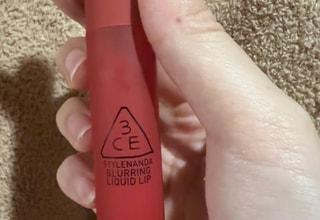 3
CE
STYLENANDA
BLURRING
LIQUID LIP